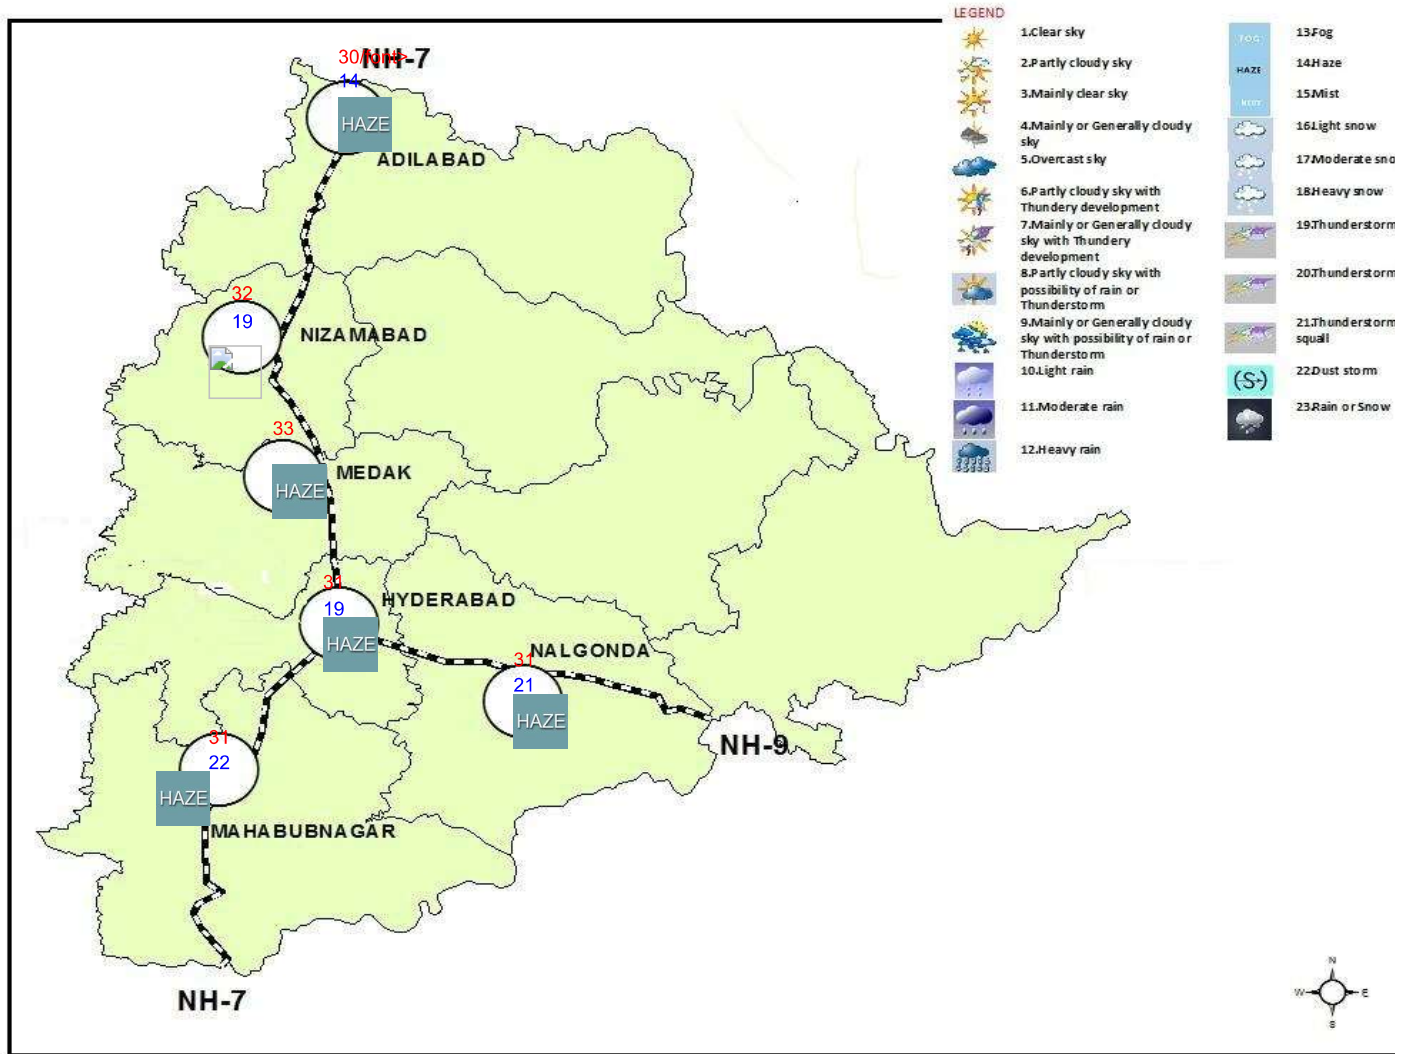 LEGEND
1.Clear sky
2.Partly cloudy sky
3.Mainly clear sky
4.Mainly or Generally cloudy
sky
5.Overcast sky
6.Partly cloudy sky with
Thundery development
7.Mainly or Generally cloudy
sky with Thundery
development
8.Partly cloudy sky with
possibility of rain or
Thunderstorm
9.Mainly or Generally cloudy
sky with possibility of rain or
Thunderstorm
10.Light rain
11.Moderate rain
12.Heavy rain
FOG
13.Fog
HAZE
14.Haze
MIST
15.Mist
16.Light snow
17.Moderate sno
18.Heavy snow
19.Thunderstorm
20.Thunderstorm
21.Thunderstorm
squall
(S)
22.Dust storm
23.Rain or Snow
30/font>
NH-7
14
HAZE
ADILABAD
32
19
NIZAMABAD
33
MEDAK
HAZE
31
19
HYDERABAD
HAZE
NALGONDA
31
21
HAZE
NH-9
31
22
HAZE
MAHABUBNAGAR
NH-7
N
W
E
S